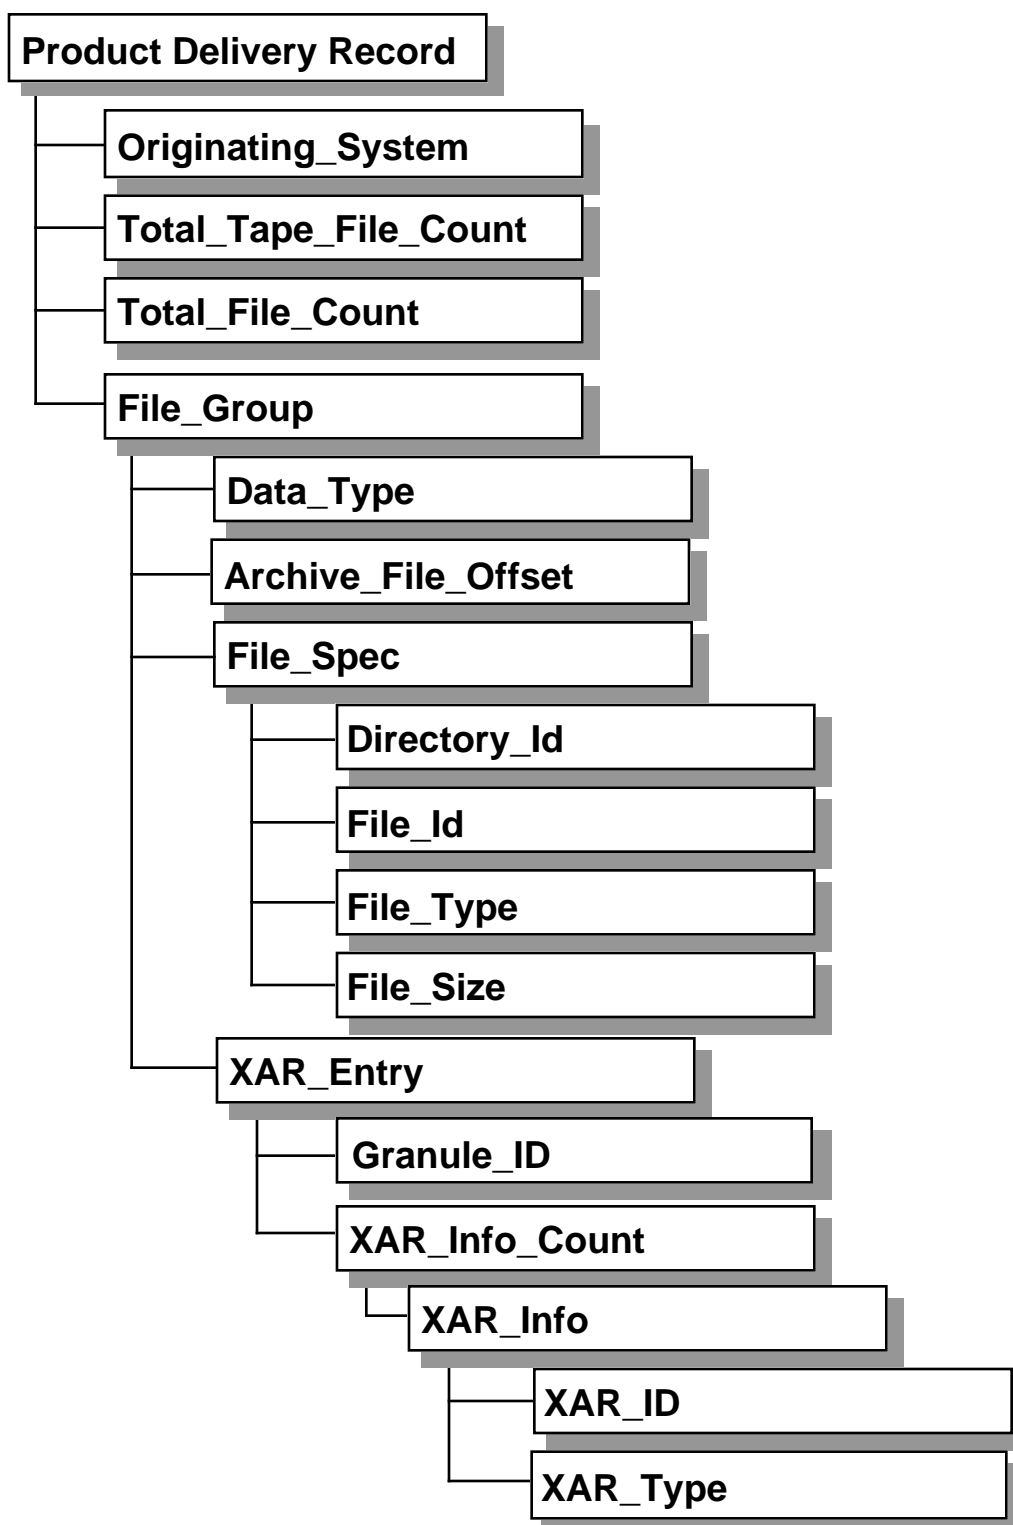 Product Delivery Record
Originating_System
Total_Tape_File_Count
Total_File_Count
File_Group
Data_Type
Archive_File_Offset
File_Spec
Directory_Id
File_Id
File_Type
File_Size
XAR_Entry
Granule_ID
XAR_Info_Count
XAR_Info
XAR_ID
XAR_Type